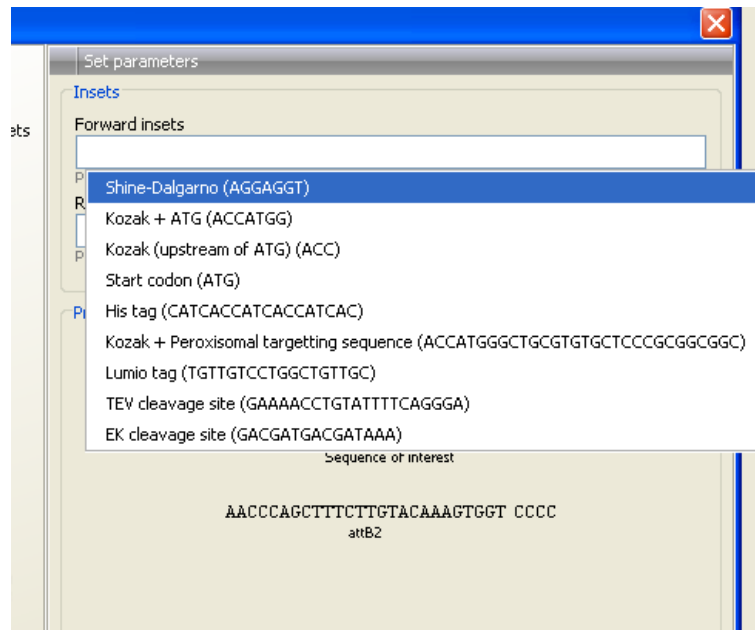 Set parameters
Insets
Forward insets
Shine-Dalgarno (AGGAGGT)
Kozak + ATG (ACCATGG)
Kozak (upstream of ATG) (ACC)
Start codon (ATG)
His tag (CATCACCATCACCATCAC)
Kozak + Peroxisomal targetting sequence (ACCATGGGCTGCGTGTGCTCCCGCGGCGGC)
Lumio tag (TGTTGTCCTGGCTGTTGC)
TEV cleavage site (GAAAACCTGTATTTTCAGGGA)
EK cleavage site (GACGATGACGATAAA)
Sequence of interest
AACCCAGCTTTCTTGTACAAAGTGGT CCCC
attB2